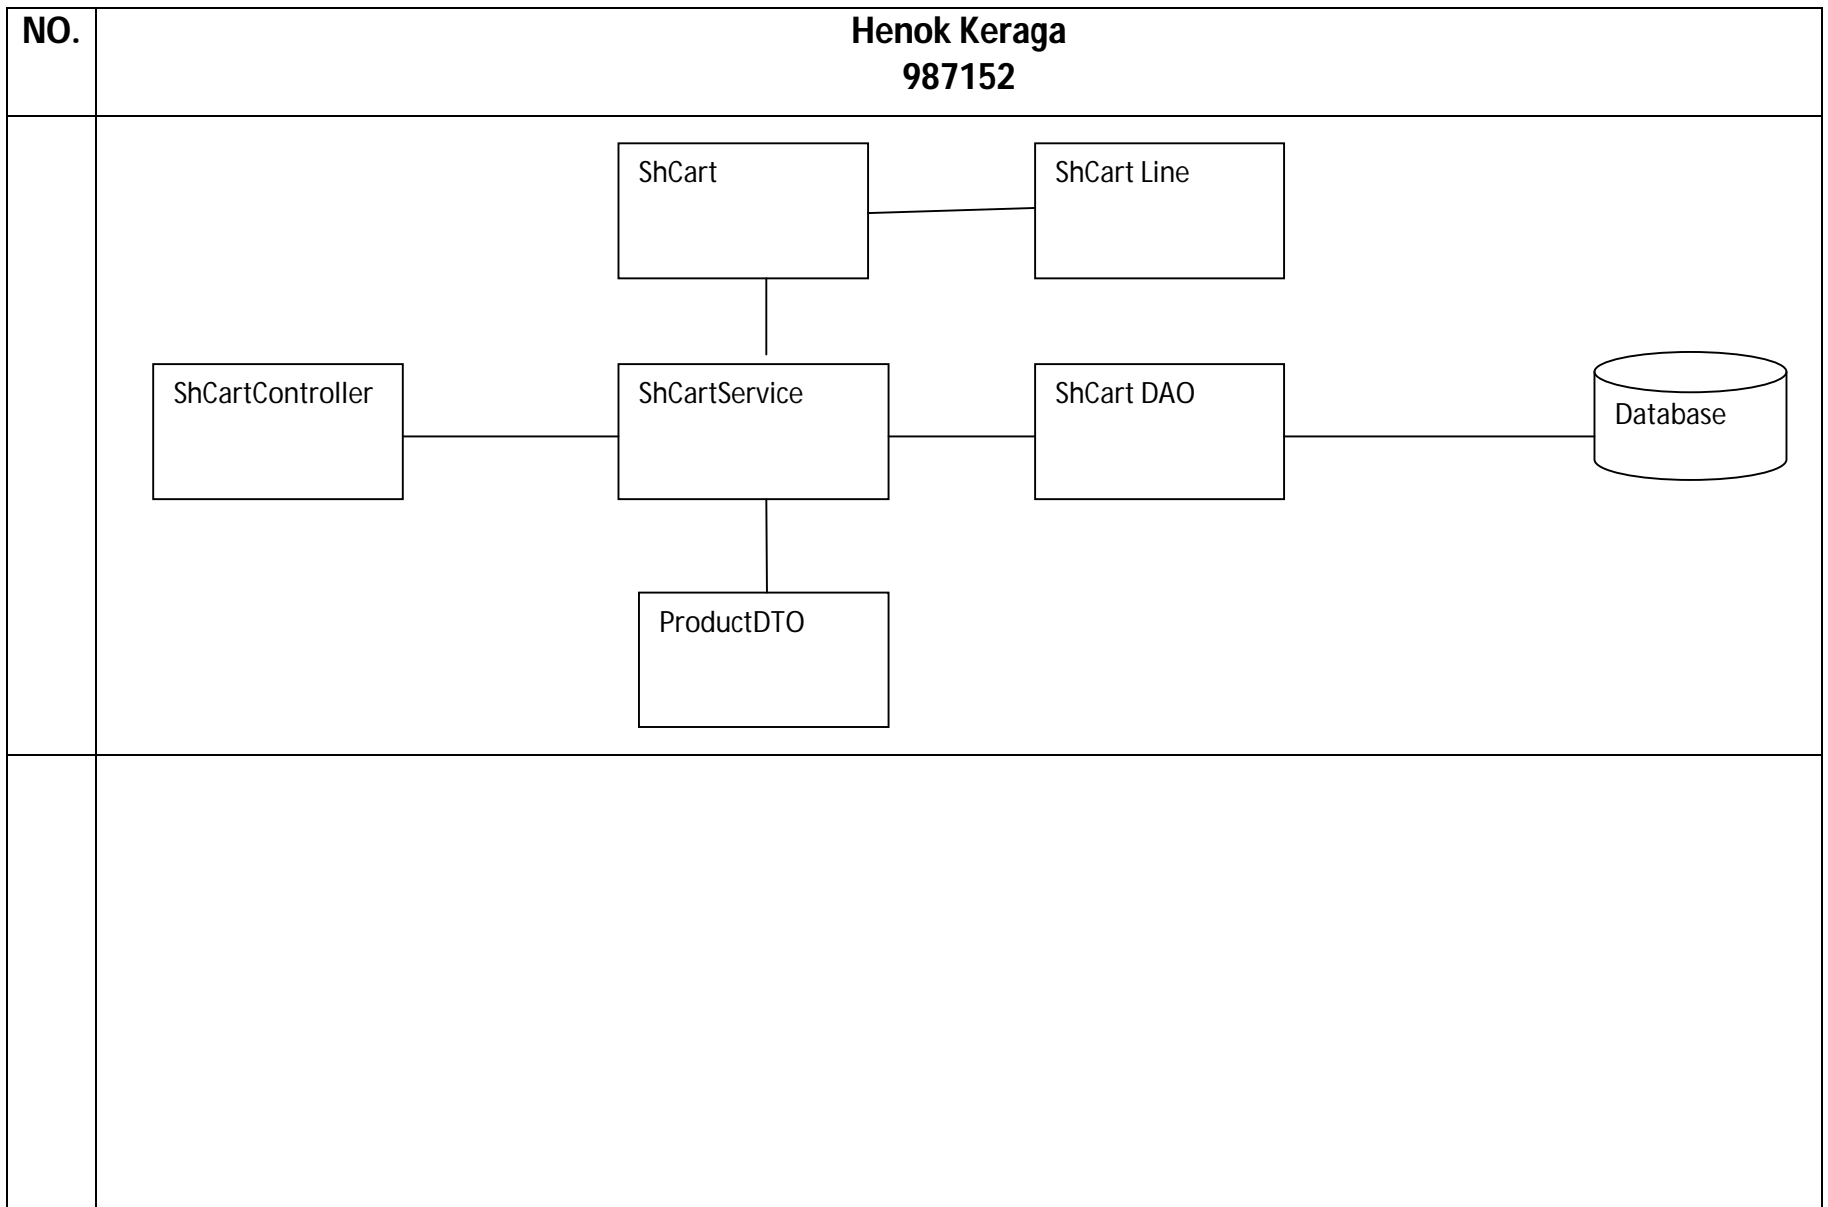 NO.
Henok Keraga
987152
ShCart
ShCart Line
ShCartController
ShCartService
ShCart DAO
Database
ProductDTO